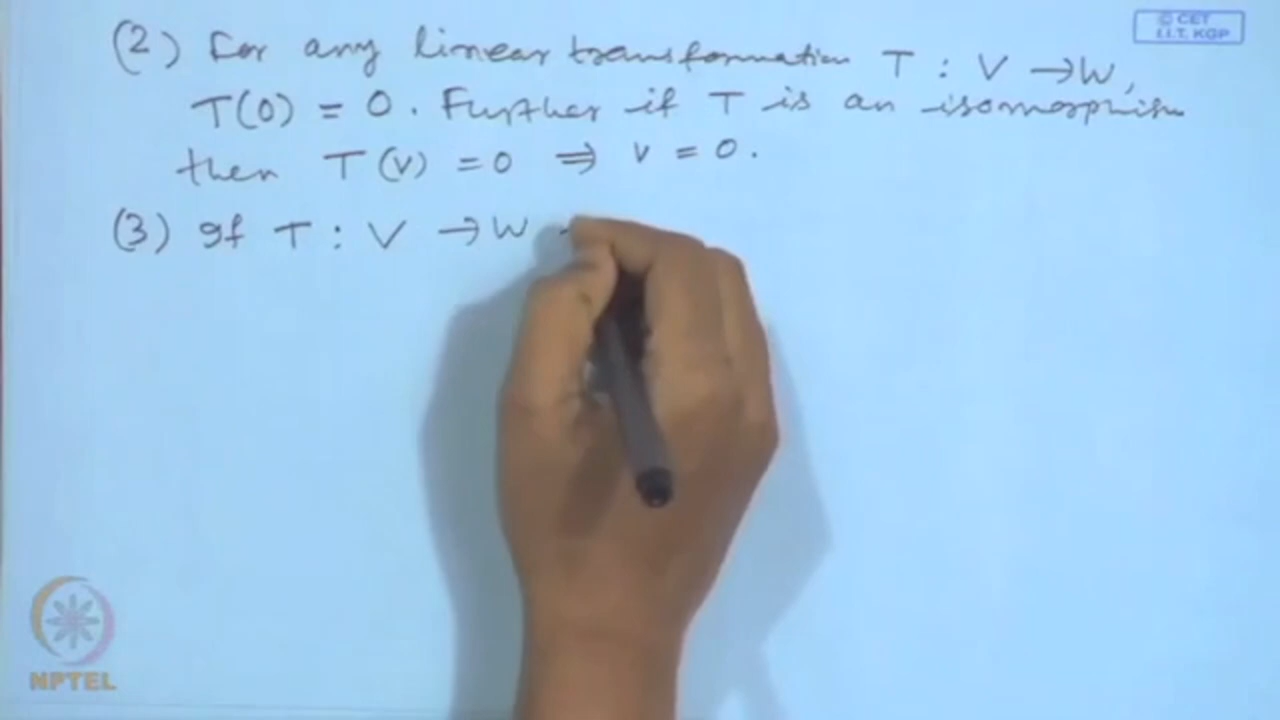 © CET
I.I.T. KGP
(2) For any linear transformation T : V → W,
T(0) = 0. Further if T is an isomorphism
then T(v) = 0 ⇒ v = 0.
(3) If T : V → W
NPTEL